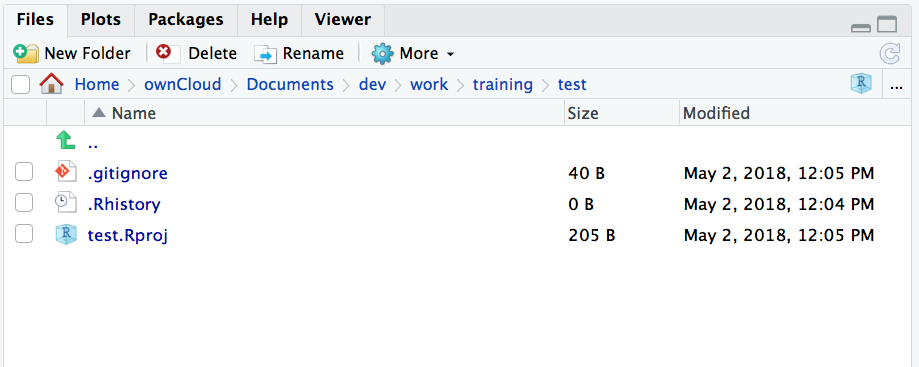 Files Plots Packages Help Viewer
New Folder Delete Rename More
Home ownCloud Documents dev work training test R ...
Name Size Modified
..
.gitignore 40 B May 2, 2018, 12:05 PM
.Rhistory 0 B May 2, 2018, 12:04 PM
R test.Rproj 205 B May 2, 2018, 12:05 PM